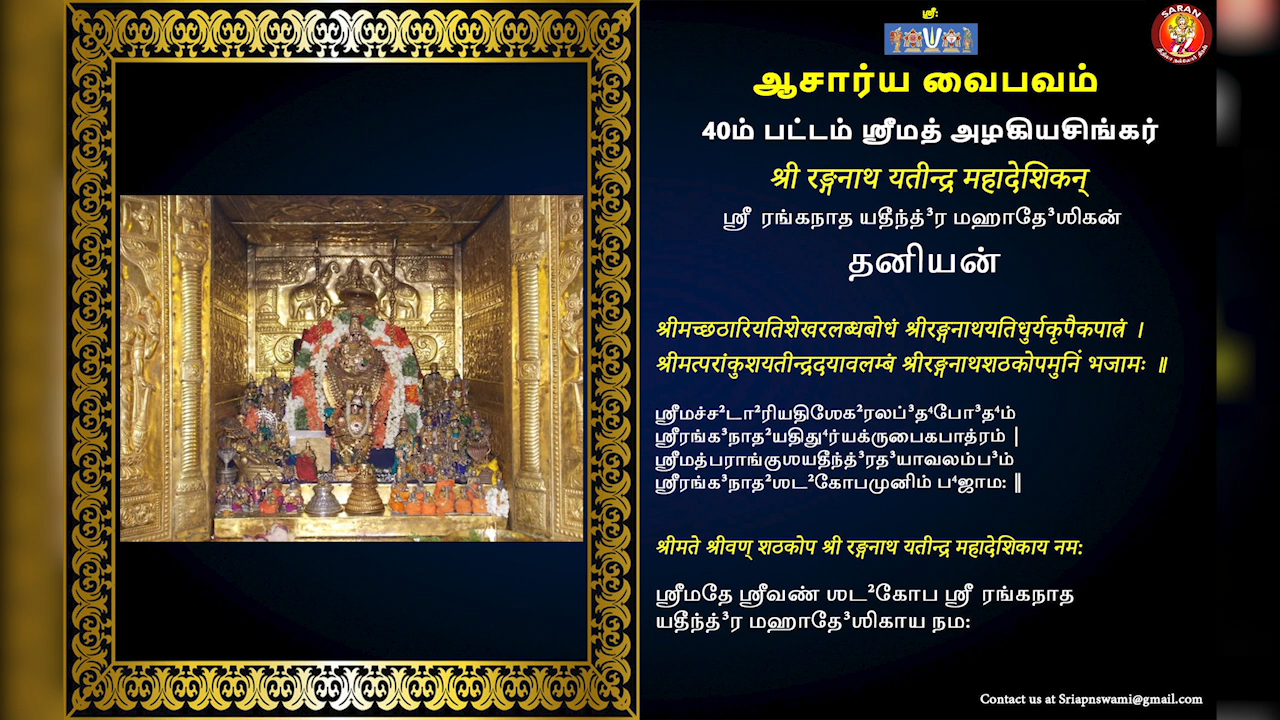 ஸ்ரீ:
SARAN
ஆசார்ய வைபவம்
40ம் பட்டம் ஸ்ரீமத் அழகியசிங்கர்
श्री रङ्गनाथ यतीन्द्र महादेशिकन्
ஸ்ரீ ரங்கநாத யதீந்த்³ர மஹாதே³ஶிகன்
தனியன்
श्रीमच्छठारियतिशेखरलब्धबोधं श्रीरङ्गनाथयतिधुर्यकृपैकपात्रं ।
श्रीमत्परांकुशयतीन्द्रदयावलम्बं श्रीरङ्गनाथशठकोपमुनिं भजामः ॥
ஸ்ரீமச்ச²டா²ரியதிஶேக²ரலப்³த⁴போ³த⁴ம்
ஸ்ரீரங்க³நாத²யதிது⁴ர்யக்ருபைகபாத்ரம் |
ஸ்ரீமத்பராங்குஶயதீந்த்³ரத³யாவலம்ப³ம்
ஸ்ரீரங்க³நாத²ஶட²கோபமுனிம் ப⁴ஜாம: ||
श्रीमते श्रीवण् शठकोप श्री रङ्गनाथ यतीन्द्र महादेशिकाय नम:
ஸ்ரீமதே ஸ்ரீவண் ஶட²கோப ஸ்ரீ ரங்கநாத
யதீந்த்³ர மஹாதே³ஶிகாய நம:
Contact us at Sriapnswami@gmail.com